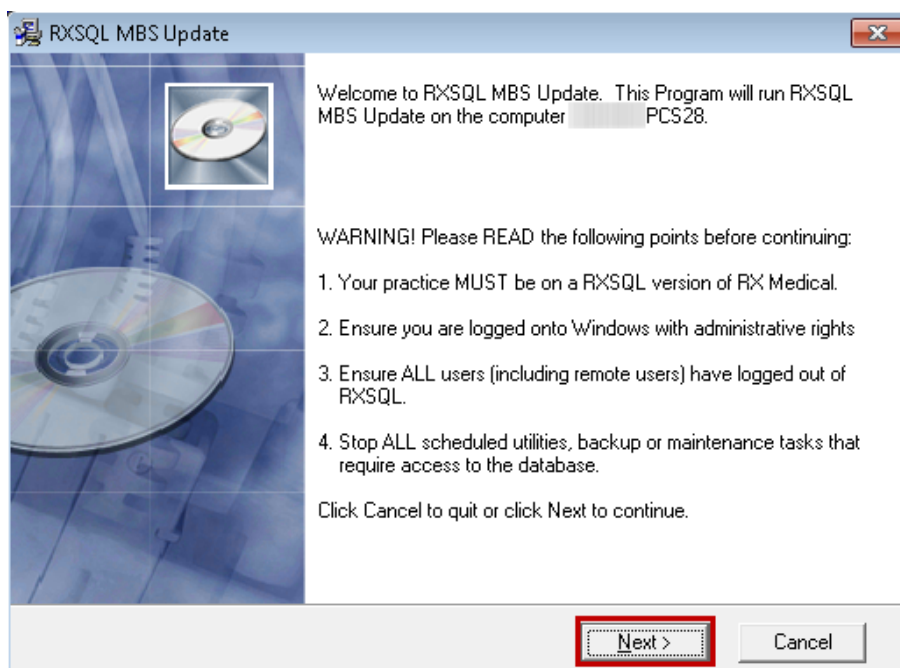 RXSQL MBS Update
Welcome to RXSQL MBS Update. This Program will run RXSQL
MBS Update on the computer PCS28.
WARNING! Please READ the following points before continuing:
1. Your practice MUST be on a RXSQL version of RX Medical.
2. Ensure you are logged onto Windows with administrative rights
3. Ensure ALL users (including remote users) have logged out of
RXSQL.
4. Stop ALL scheduled utilities, backup or maintenance tasks that
require access to the database.
Click Cancel to quit or click Next to continue.
Next >
Cancel